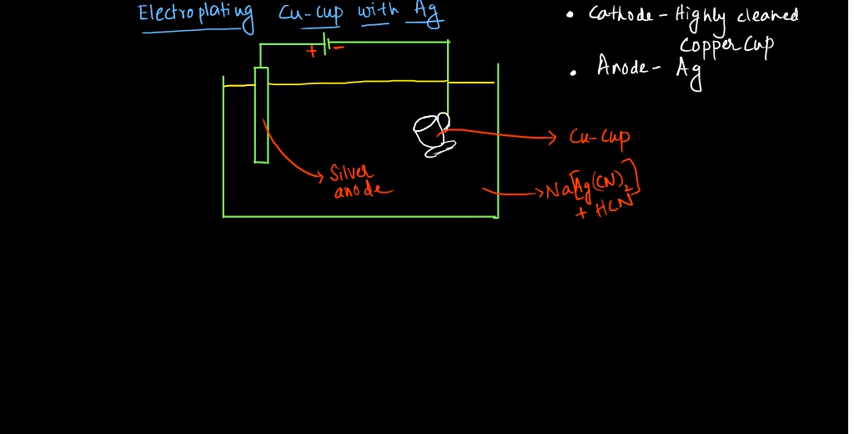 Electroplating Cu-cup with Ag
• Cathode - Highly cleaned
Copper Cup
• Anode - Ag
+ -
Cu-Cup
Silver
anode
Na[Ag(CN)2]
+ HCN